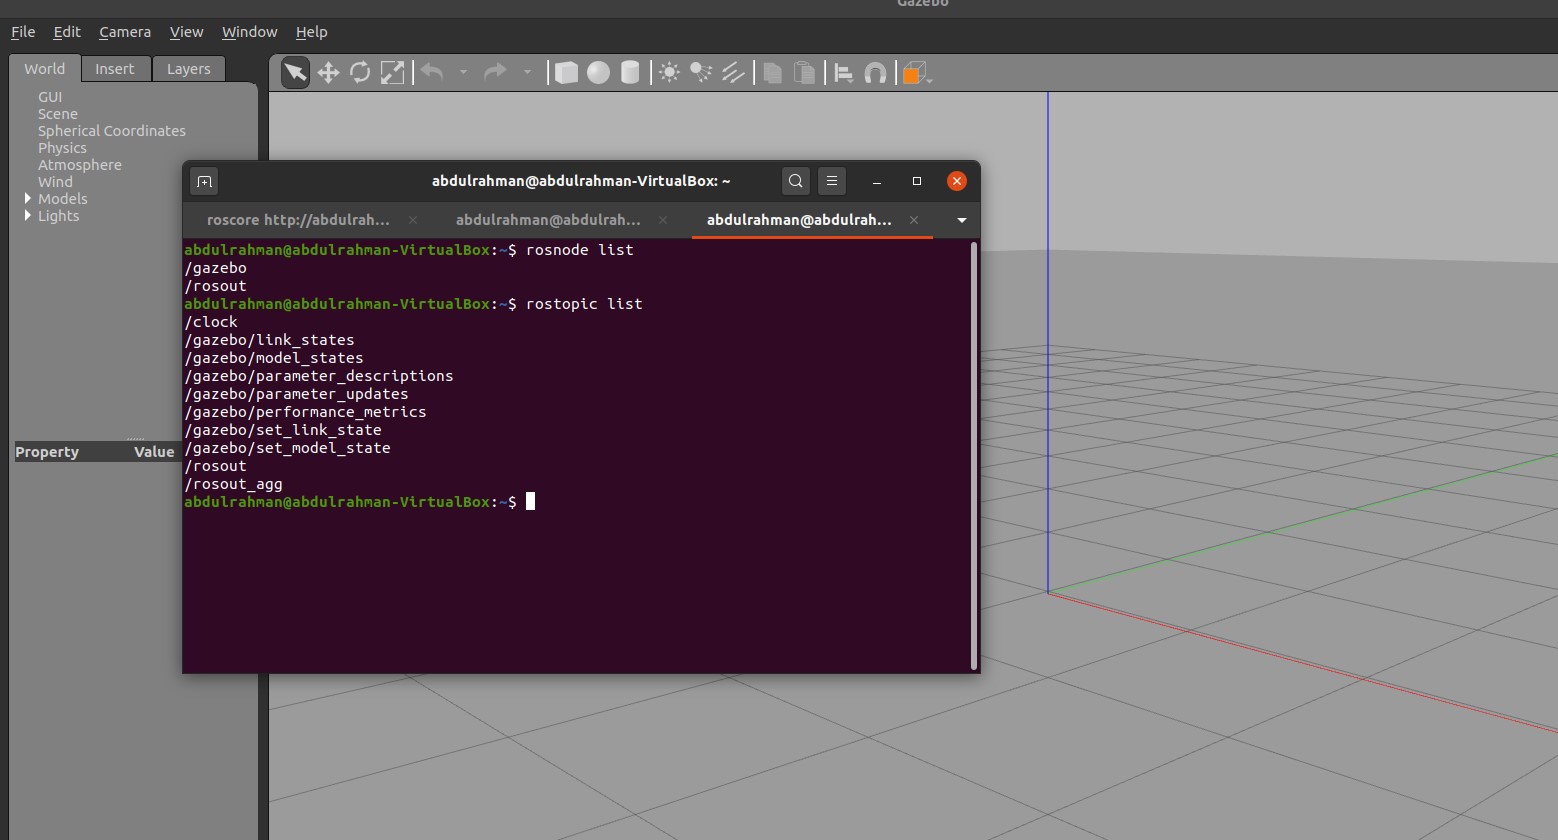 Gazebo
File Edit Camera View Window Help
World Insert Layers
GUI
Scene
Spherical Coordinates
Physics
Atmosphere
Wind
Models
Lights
Property Value
abdulrahman@abdulrahman-VirtualBox: ~
roscore http://abdulrah... abdulrahman@abdulrah... abdulrahman@abdulrah...
abdulrahman@abdulrahman-VirtualBox:~$ rosnode list
/gazebo
/rosout
abdulrahman@abdulrahman-VirtualBox:~$ rostopic list
/clock
/gazebo/link_states
/gazebo/model_states
/gazebo/parameter_descriptions
/gazebo/parameter_updates
/gazebo/performance_metrics
/gazebo/set_link_state
/gazebo/set_model_state
/rosout
/rosout_agg
abdulrahman@abdulrahman-VirtualBox:~$